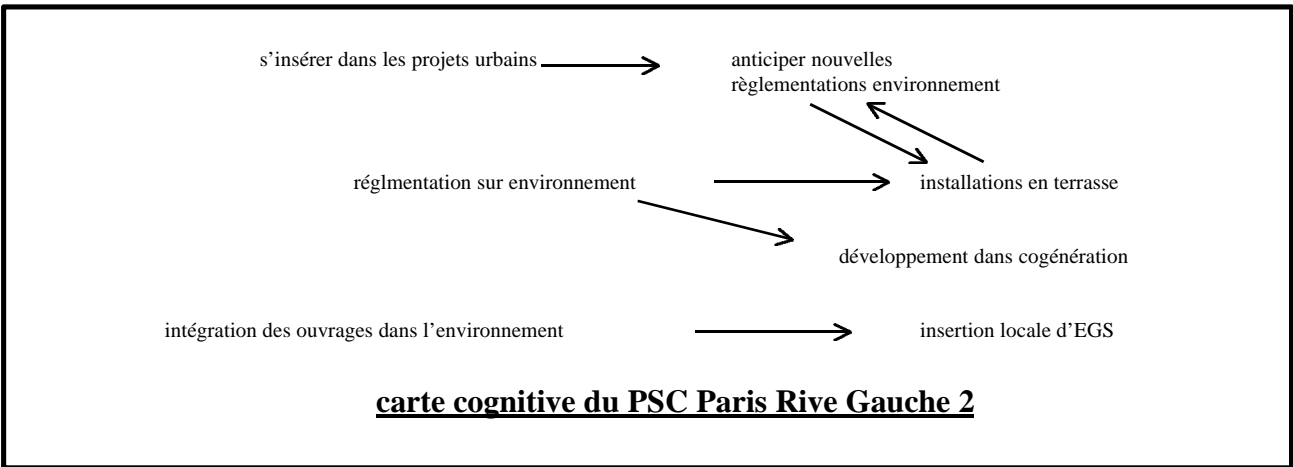 s’insérer dans les projets urbains
anticiper nouvelles
règlementations environnement
réglmentation sur environnement
installations en terrasse
développement dans cogénération
intégration des ouvrages dans l’environnement
insertion locale d’EGS
carte cognitive du PSC Paris Rive Gauche 2